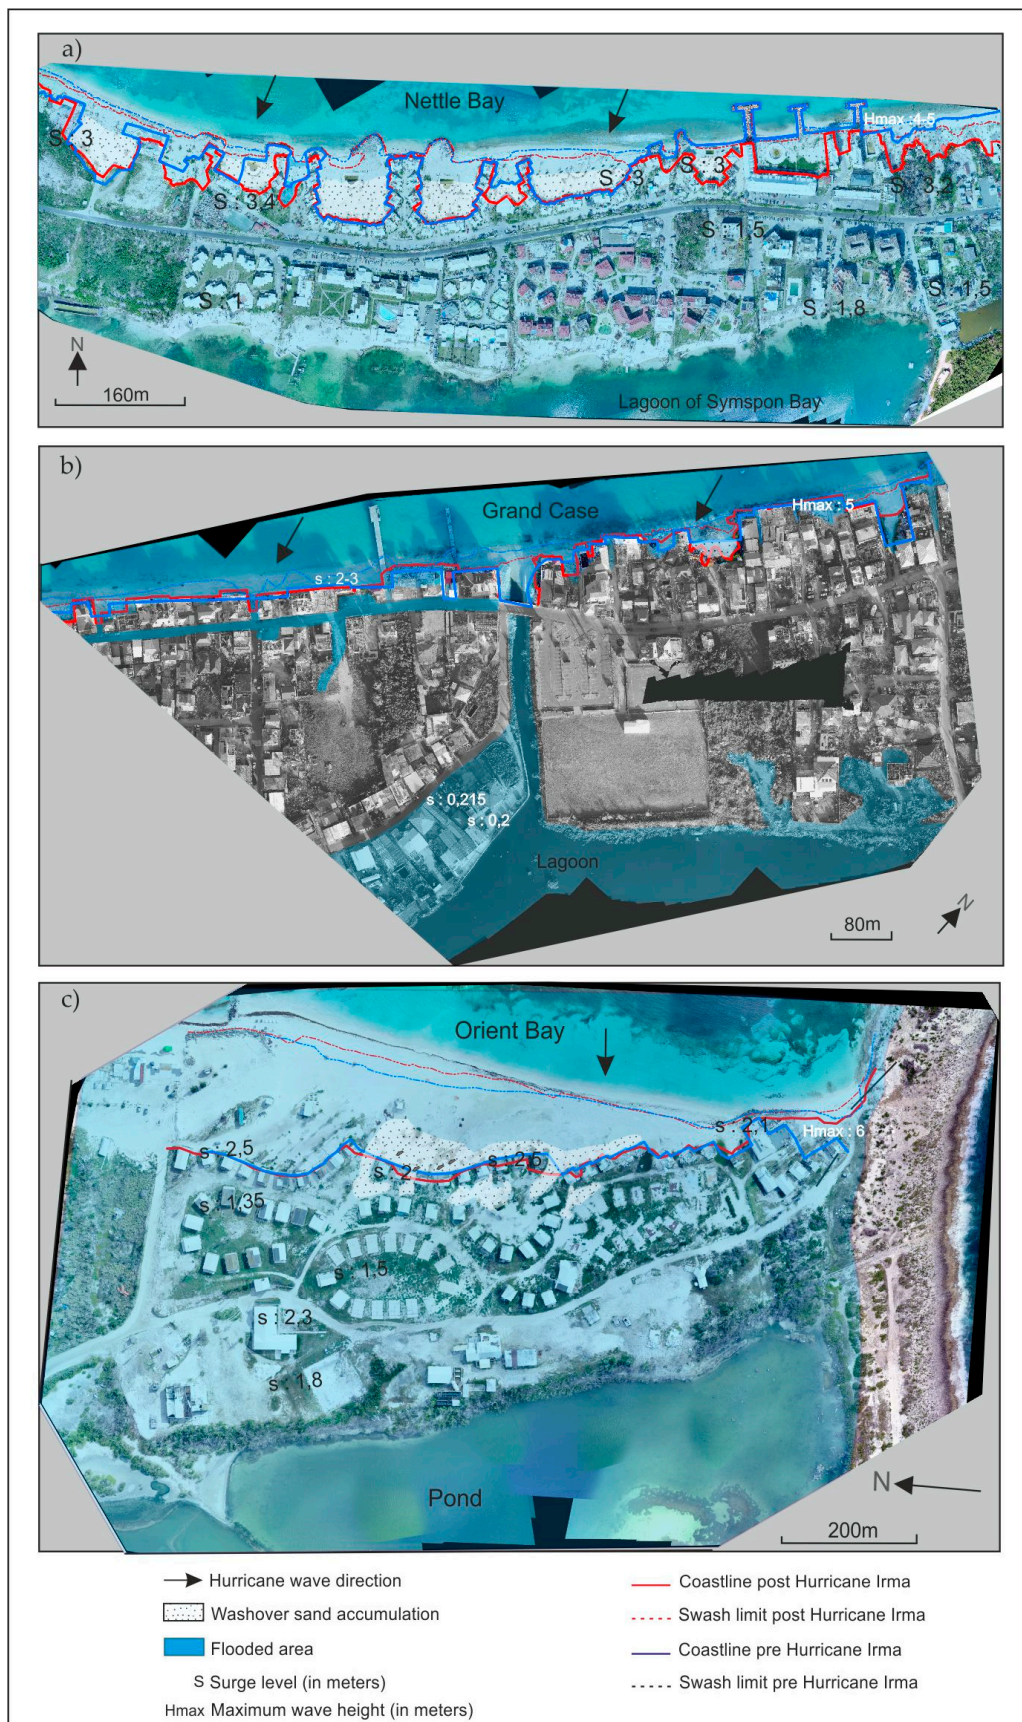 a)
Nettle Bay
Hmax : 4-5
S : 3
S : 3
S : 3
S : 3,2
S : 3,4
S : 1,5
S : 1
S : 1,8
S : 1,5
N
160m
Lagoon of Symspon Bay
b)
Grand Case
Hmax : 5
s : 2-3
s : 0,215
s : 0,2
Lagoon
N
80m
c)
Orient Bay
s : 2,1
Hmax : 6
s : 2,5
s : 2
s : 2,5
s : 1,35
s : 1,5
s : 2,3
s : 1,8
Pond
N
200m
Hurricane wave direction
Washover sand accumulation
Flooded area
S Surge level (in meters)
Hmax Maximum wave height (in meters)
Coastline post Hurricane Irma
Swash limit post Hurricane Irma
Coastline pre Hurricane Irma
Swash limit pre Hurricane Irma